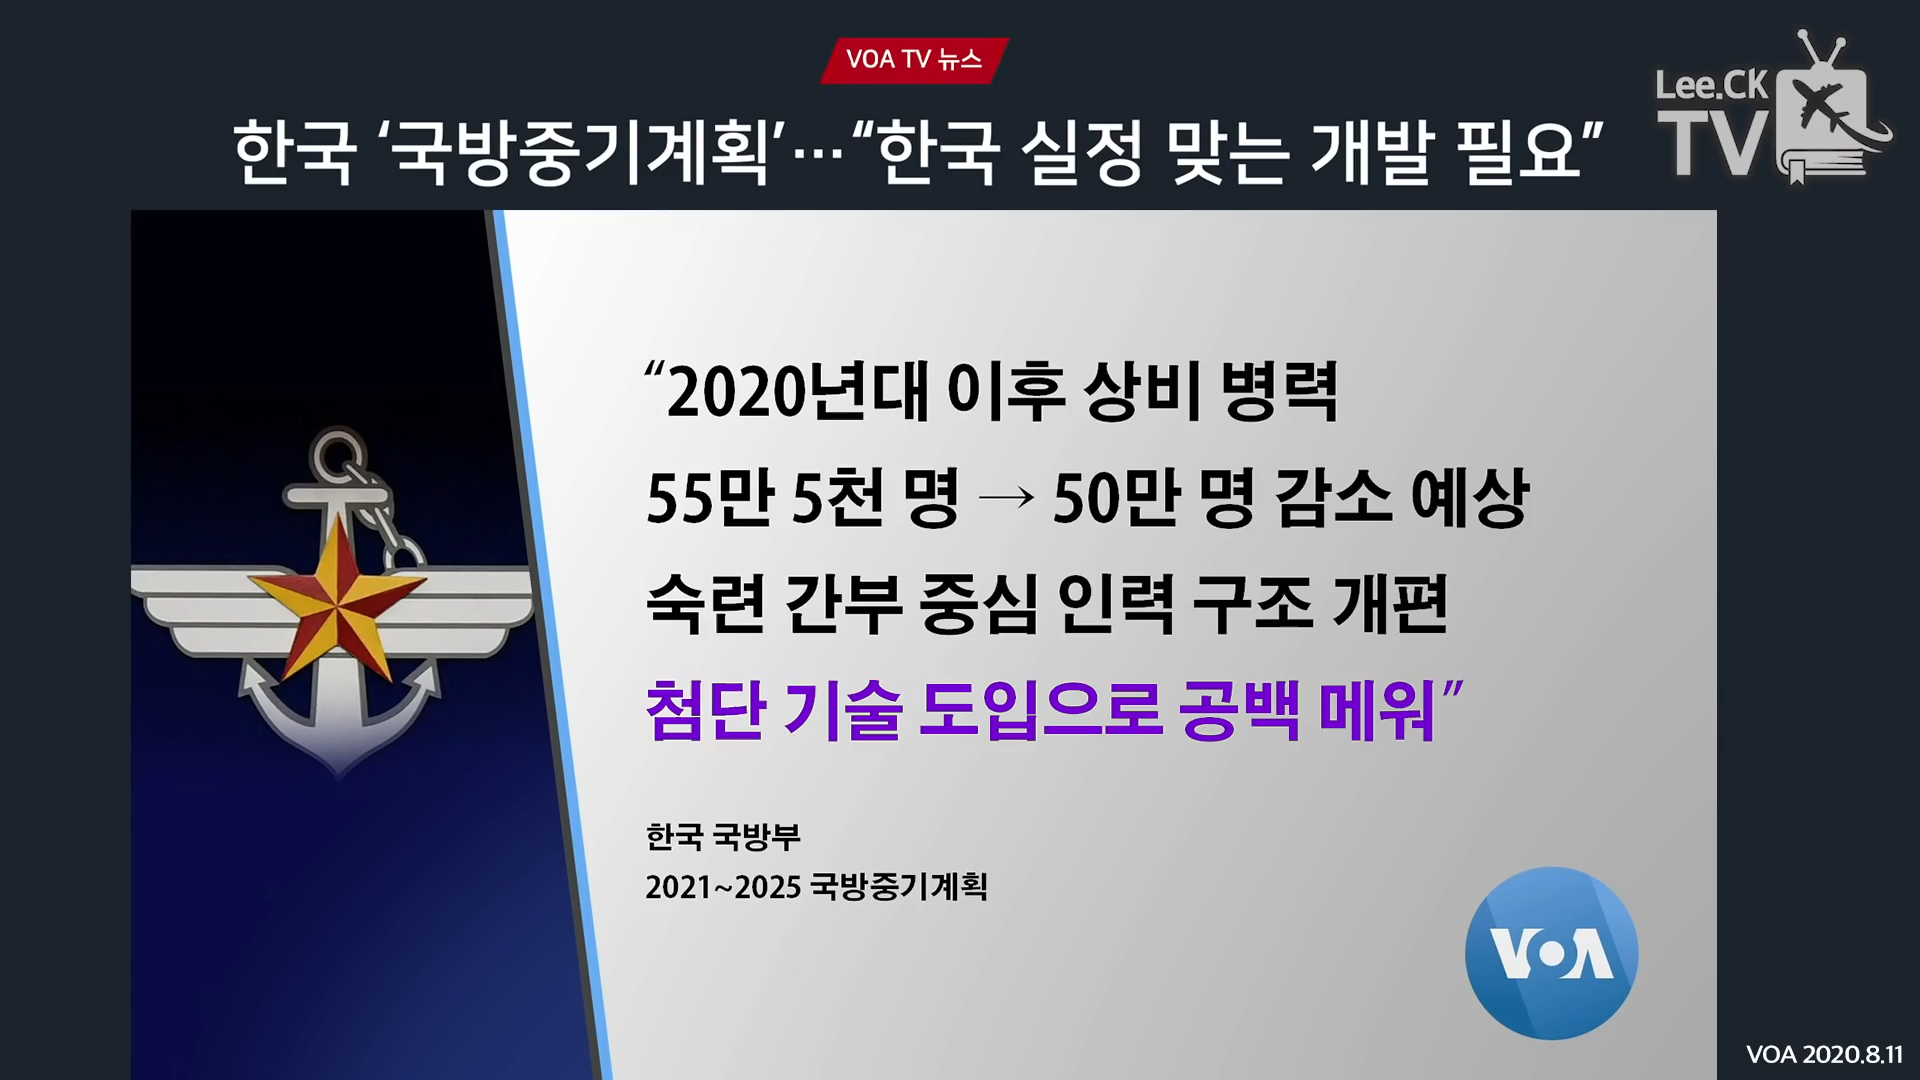 VOA TV 뉴스
Lee.CK
TV
한국 ‘국방중기계획’…“한국 실정 맞는 개발 필요”
“2020년대 이후 상비 병력
55만 5천 명 → 50만 명 감소 예상
숙련 간부 중심 인력 구조 개편
첨단 기술 도입으로 공백 메워”
한국 국방부
2021~2025 국방중기계획
VOA
VOA 2020.8.11